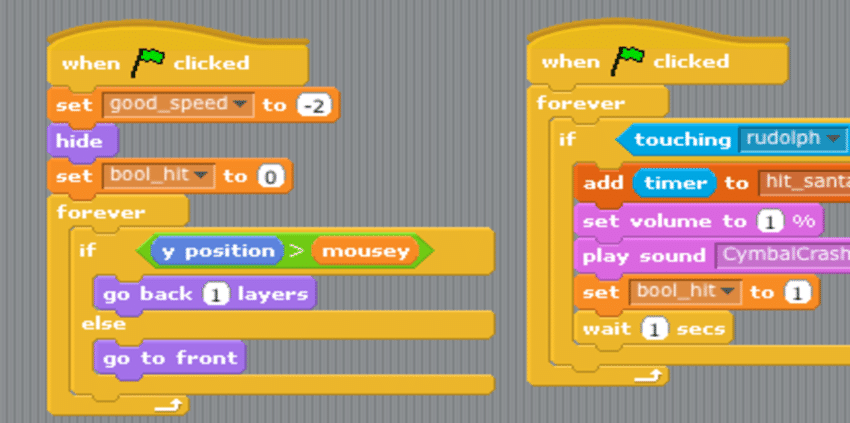 when clicked
set good_speed to -2
hide
set bool_hit to 0
forever
if y position > mousey
go back 1 layers
else
go to front
when clicked
forever
if touching rudolph
add timer to hit_santa
set volume to 1 %
play sound CymbalCrash
set bool_hit to 1
wait 1 secs